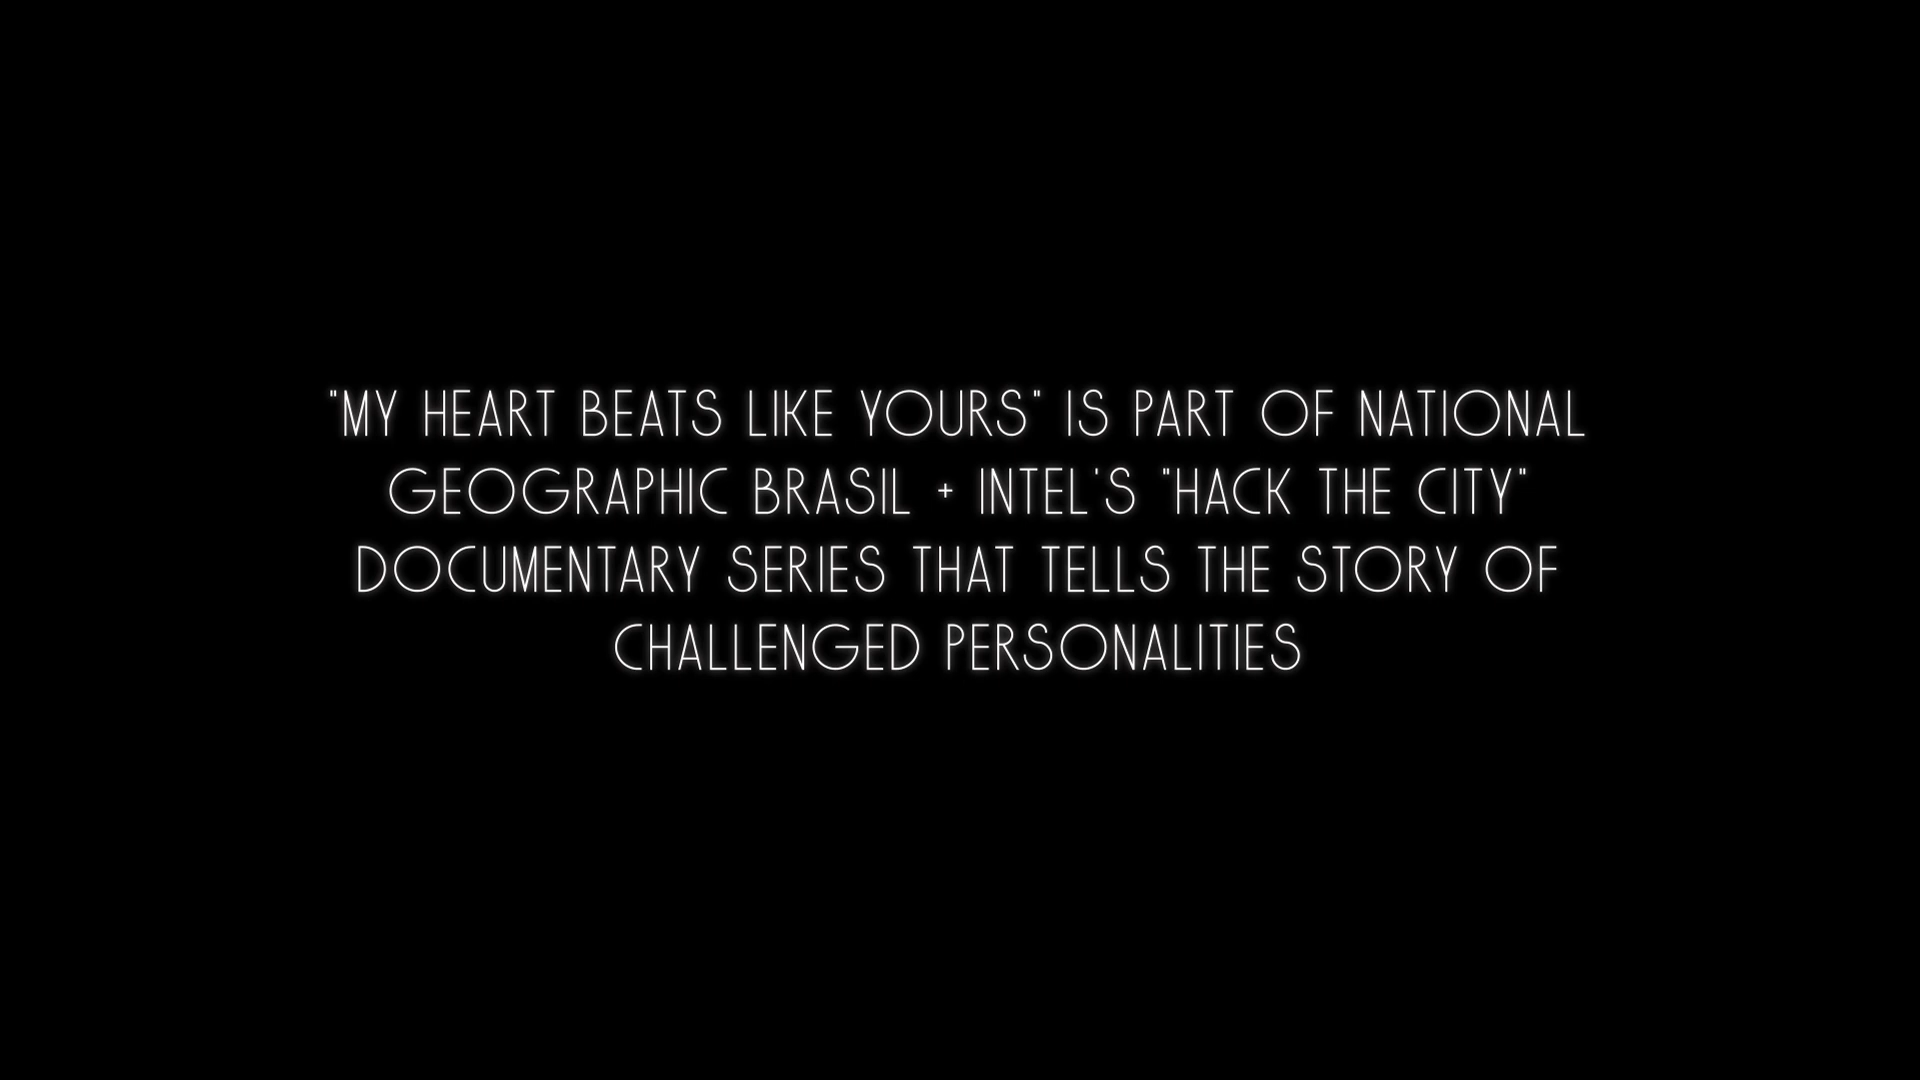 "MY HEART BEATS LIKE YOURS" IS PART OF NATIONAL
GEOGRAPHIC BRASIL + INTEL'S "HACK THE CITY"
DOCUMENTARY SERIES THAT TELLS THE STORY OF
CHALLENGED PERSONALITIES